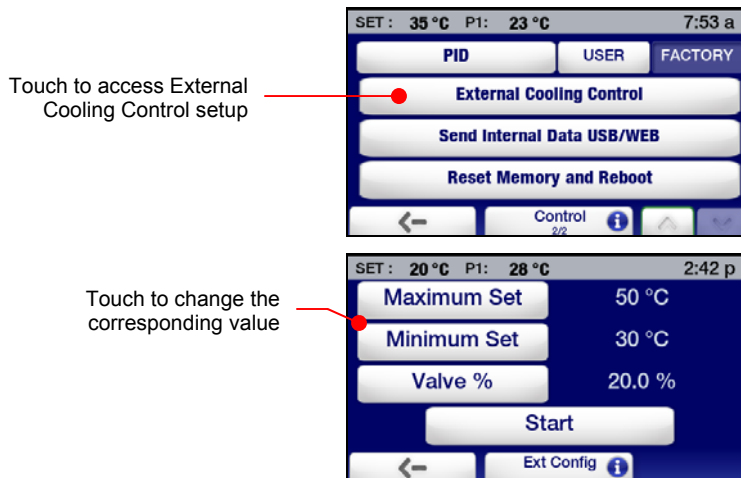 SET : 35 °C P1: 23 °C 7:53 a
PID USER FACTORY
Touch to access External
Cooling Control setup
External Cooling Control
Send Internal Data USB/WEB
Reset Memory and Reboot
Control
2/2
SET : 20 °C P1: 28 °C 2:42 p
Touch to change the
corresponding value
Maximum Set 50 °C
Minimum Set 30 °C
Valve % 20.0 %
Start
Ext Config